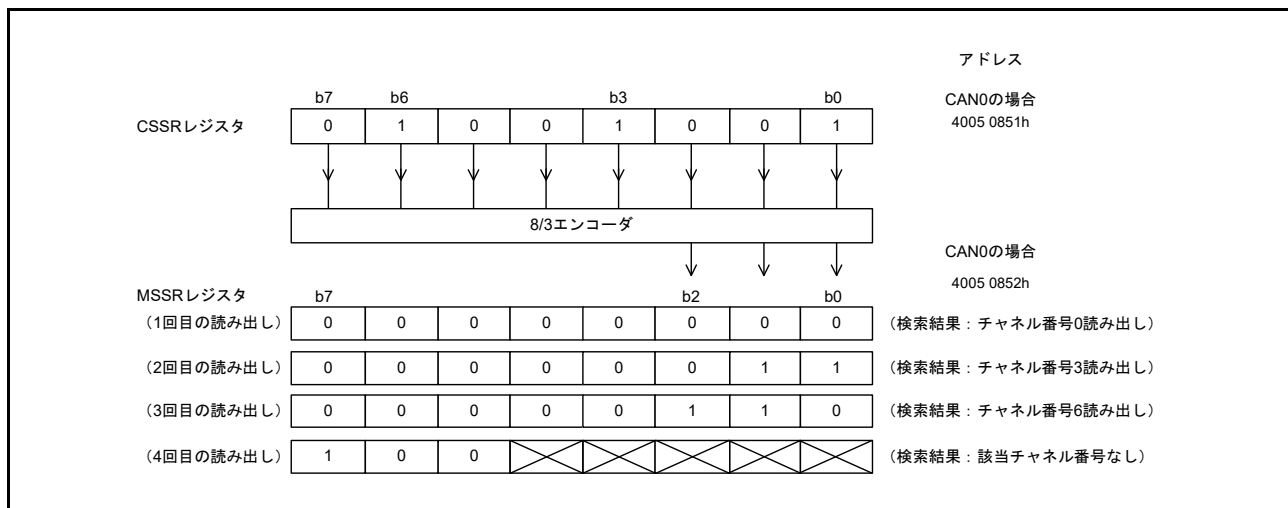 アドレス
b7 b6 b3 b0 CAN0の場合
CSSRレジスタ 0 1 0 0 1 0 0 1 4005 0851h
8/3エンコーダ
CAN0の場合
4005 0852h
MSSRレジスタ b7 b2 b0
（1回目の読み出し） 0 0 0 0 0 0 0 0 （検索結果：チャネル番号0読み出し）
（2回目の読み出し） 0 0 0 0 0 0 1 1 （検索結果：チャネル番号3読み出し）
（3回目の読み出し） 0 0 0 0 0 1 1 0 （検索結果：チャネル番号6読み出し）
（4回目の読み出し） 1 0 0 （検索結果：該当チャネル番号なし）